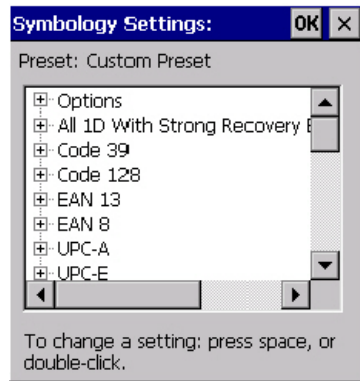 Symbology Settings: OK
Preset: Custom Preset
Options
All 1D With Strong Recovery
Code 39
Code 128
EAN 13
EAN 8
UPC-A
UPC-E
To change a setting: press space, or
double-click.